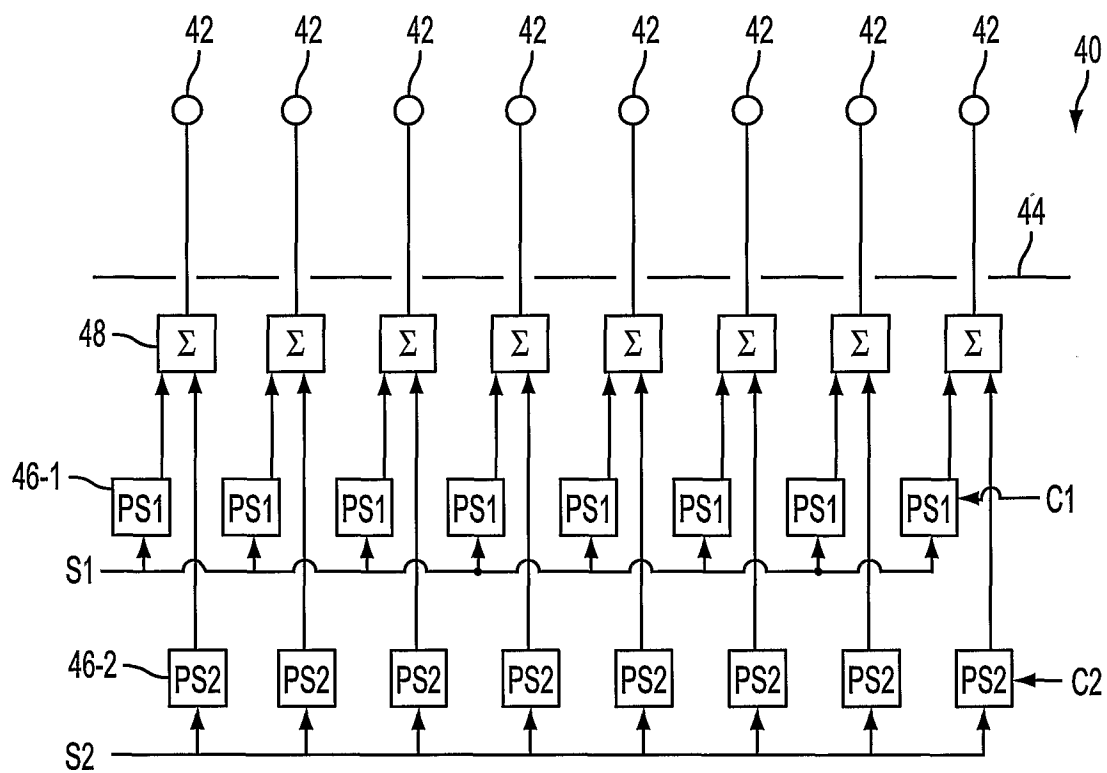 42 42 42 42 42 42 42 42
40
44
48 Σ Σ Σ Σ Σ Σ Σ Σ
46-1 PS1 PS1 PS1 PS1 PS1 PS1 PS1 PS1 C1
S1
46-2 PS2 PS2 PS2 PS2 PS2 PS2 PS2 PS2 C2
S2